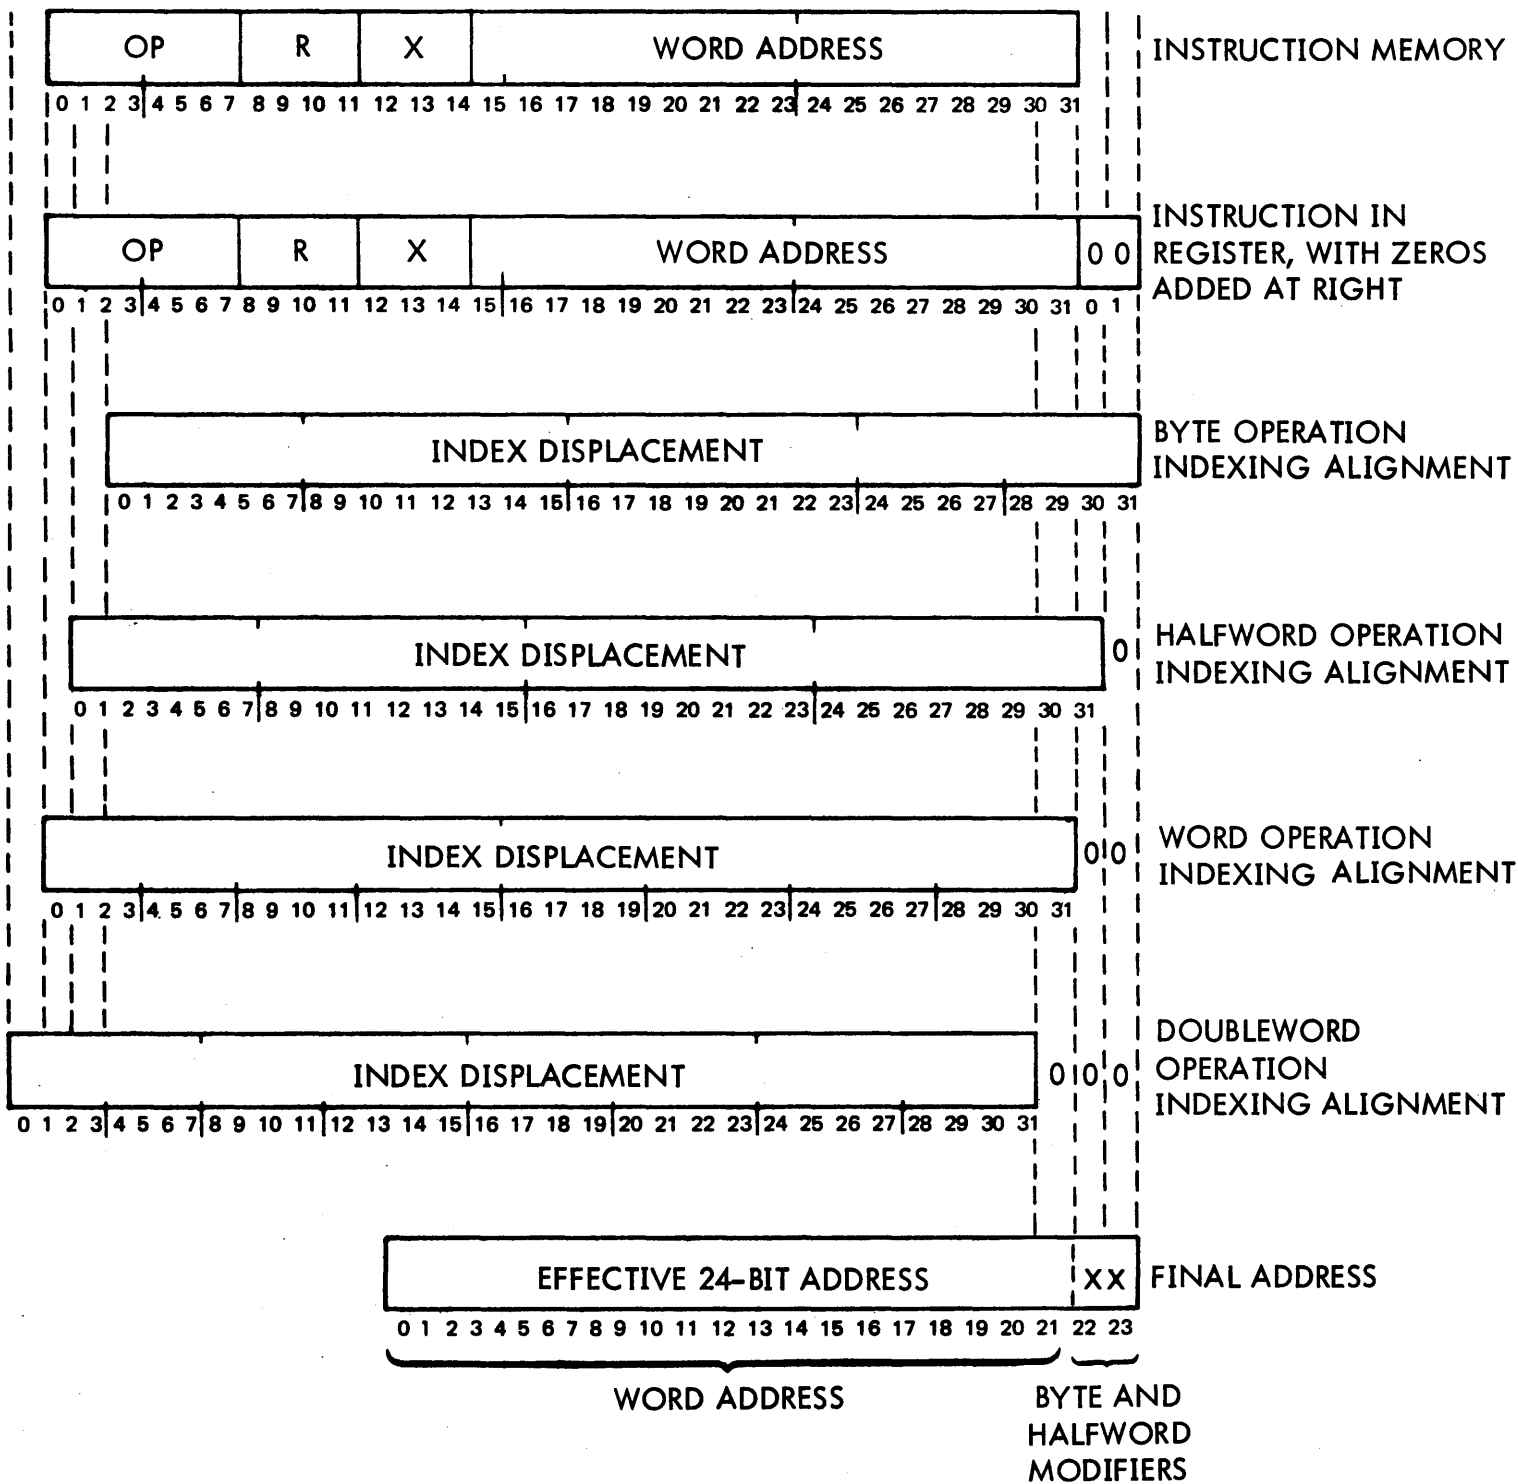 OP R X WORD ADDRESS INSTRUCTION MEMORY
0 1 2 3 4 5 6 7 8 9 10 11 12 13 14 15 16 17 18 19 20 21 22 23 24 25 26 27 28 29 30 31
INSTRUCTION IN
OP R X WORD ADDRESS 0 0 REGISTER, WITH ZEROS
ADDED AT RIGHT
0 1 2 3 4 5 6 7 8 9 10 11 12 13 14 15 16 17 18 19 20 21 22 23 24 25 26 27 28 29 30 31 0 1
INDEX DISPLACEMENT BYTE OPERATION
INDEXING ALIGNMENT
0 1 2 3 4 5 6 7 8 9 10 11 12 13 14 15 16 17 18 19 20 21 22 23 24 25 26 27 28 29 30 31
INDEX DISPLACEMENT 0 HALFWORD OPERATION
INDEXING ALIGNMENT
0 1 2 3 4 5 6 7 8 9 10 11 12 13 14 15 16 17 18 19 20 21 22 23 24 25 26 27 28 29 30 31
INDEX DISPLACEMENT 0 0 WORD OPERATION
INDEXING ALIGNMENT
0 1 2 3 4 5 6 7 8 9 10 11 12 13 14 15 16 17 18 19 20 21 22 23 24 25 26 27 28 29 30 31
DOUBLEWORD
INDEX DISPLACEMENT 0 0 0 OPERATION
INDEXING ALIGNMENT
0 1 2 3 4 5 6 7 8 9 10 11 12 13 14 15 16 17 18 19 20 21 22 23 24 25 26 27 28 29 30 31
EFFECTIVE 24-BIT ADDRESS X X FINAL ADDRESS
0 1 2 3 4 5 6 7 8 9 10 11 12 13 14 15 16 17 18 19 20 21 22 23
WORD ADDRESS BYTE AND
HALFWORD
MODIFIERS